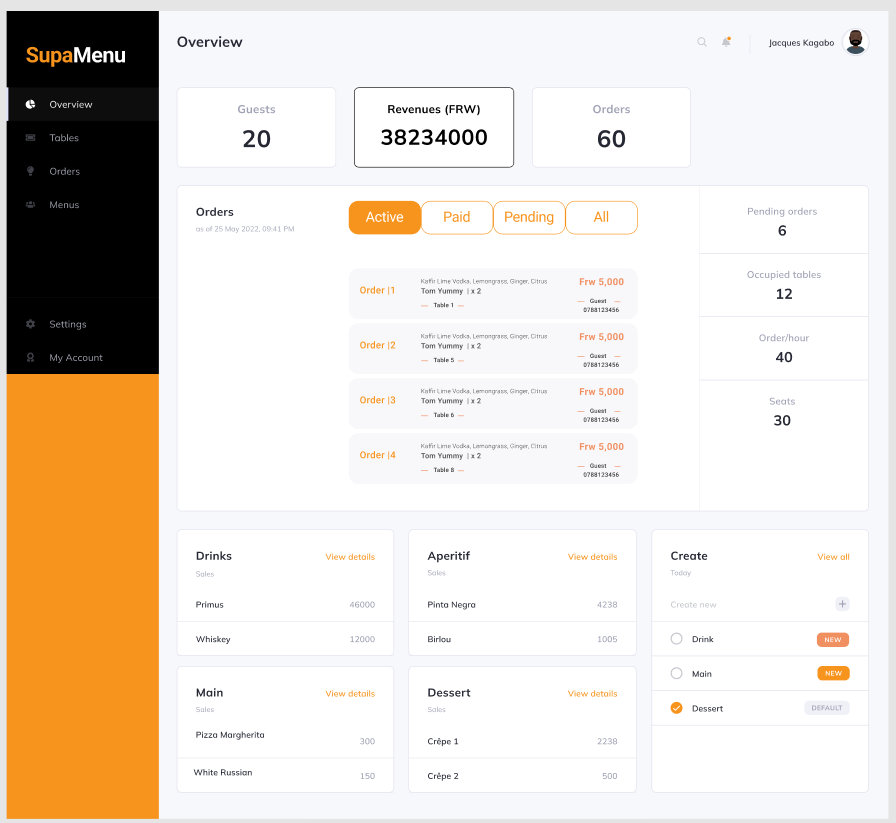 SupaMenu
Overview
Tables
Orders
Menus
Settings
My Account
Overview
Jacques Kagabo
Guests
20
Revenues (FRW)
38234000
Orders
60
Orders
as of 25 May 2022, 09:41 PM
Active
Paid
Pending
All
Order |1
Kaffir Lime Vodka, Lemongrass, Ginger, Citrus
Tom Yummy | x 2
— Table 1 —
Frw 5,000
— Guest —
0788123456
Order |2
Kaffir Lime Vodka, Lemongrass, Ginger, Citrus
Tom Yummy | x 2
— Table 5 —
Frw 5,000
— Guest —
0788123456
Order |3
Kaffir Lime Vodka, Lemongrass, Ginger, Citrus
Tom Yummy | x 2
— Table 6 —
Frw 5,000
— Guest —
0788123456
Order |4
Kaffir Lime Vodka, Lemongrass, Ginger, Citrus
Tom Yummy | x 2
— Table 8 —
Frw 5,000
— Guest —
0788123456
Pending orders
6
Occupied tables
12
Order/hour
40
Seats
30
Drinks
View details
Sales
Primus 46000
Whiskey 12000
Aperitif
View details
Sales
Pinta Negra 4238
Birlou 1005
Main
View details
Sales
Pizza Margherita 300
White Russian 150
Dessert
View details
Sales
Crêpe 1 2238
Crêpe 2 500
Create
View all
Today
Create new +
Drink NEW
Main NEW
Dessert DEFAULT